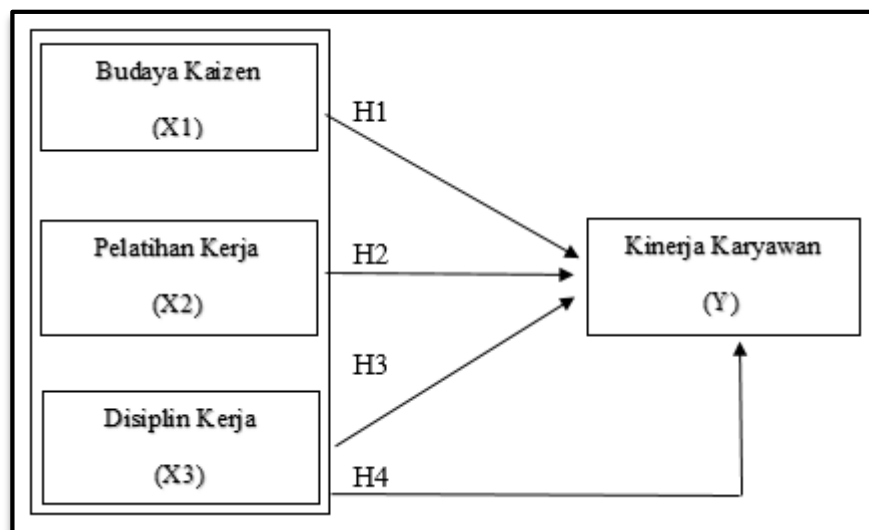 Budaya Kaizen
(X1)
H1
Pelatihan Kerja
(X2)
H2
Kinerja Karyawan
(Y)
H3
Disiplin Kerja
(X3)
H4